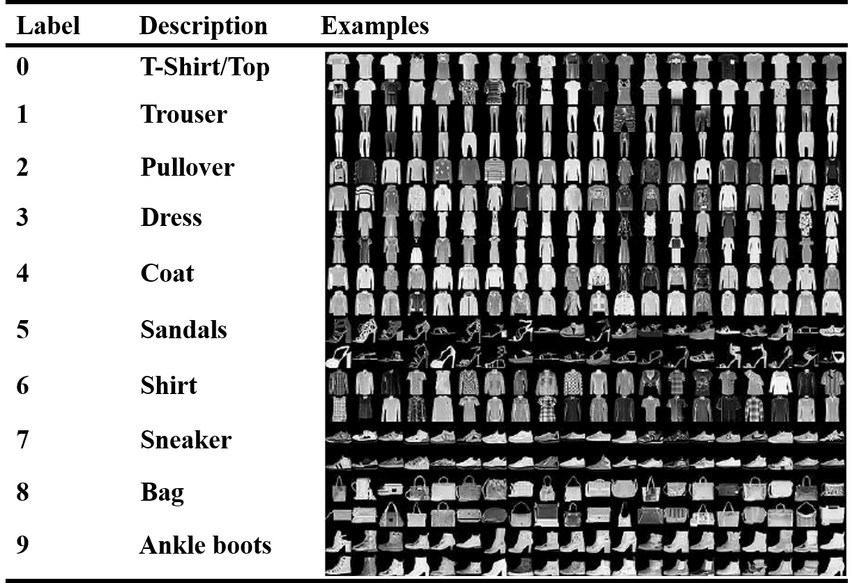 Label Description Examples
0 T-Shirt/Top
1 Trouser
2 Pullover
3 Dress
4 Coat
5 Sandals
6 Shirt
7 Sneaker
8 Bag
9 Ankle boots